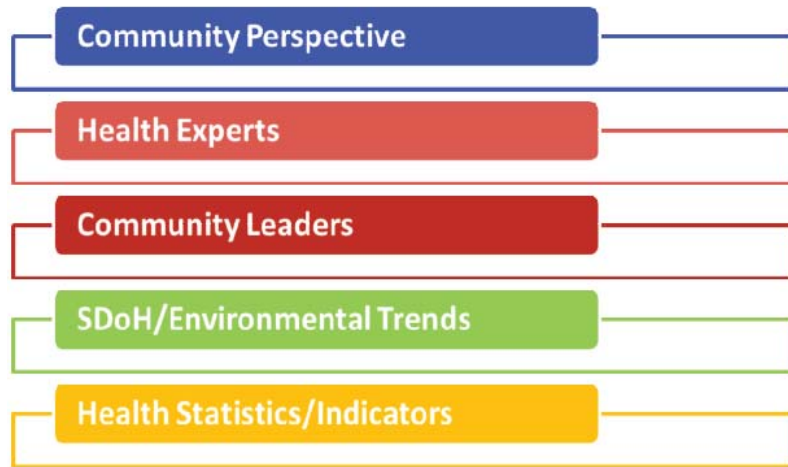 Community Perspective
Health Experts
Community Leaders
SDoH/Environmental Trends
Health Statistics/Indicators